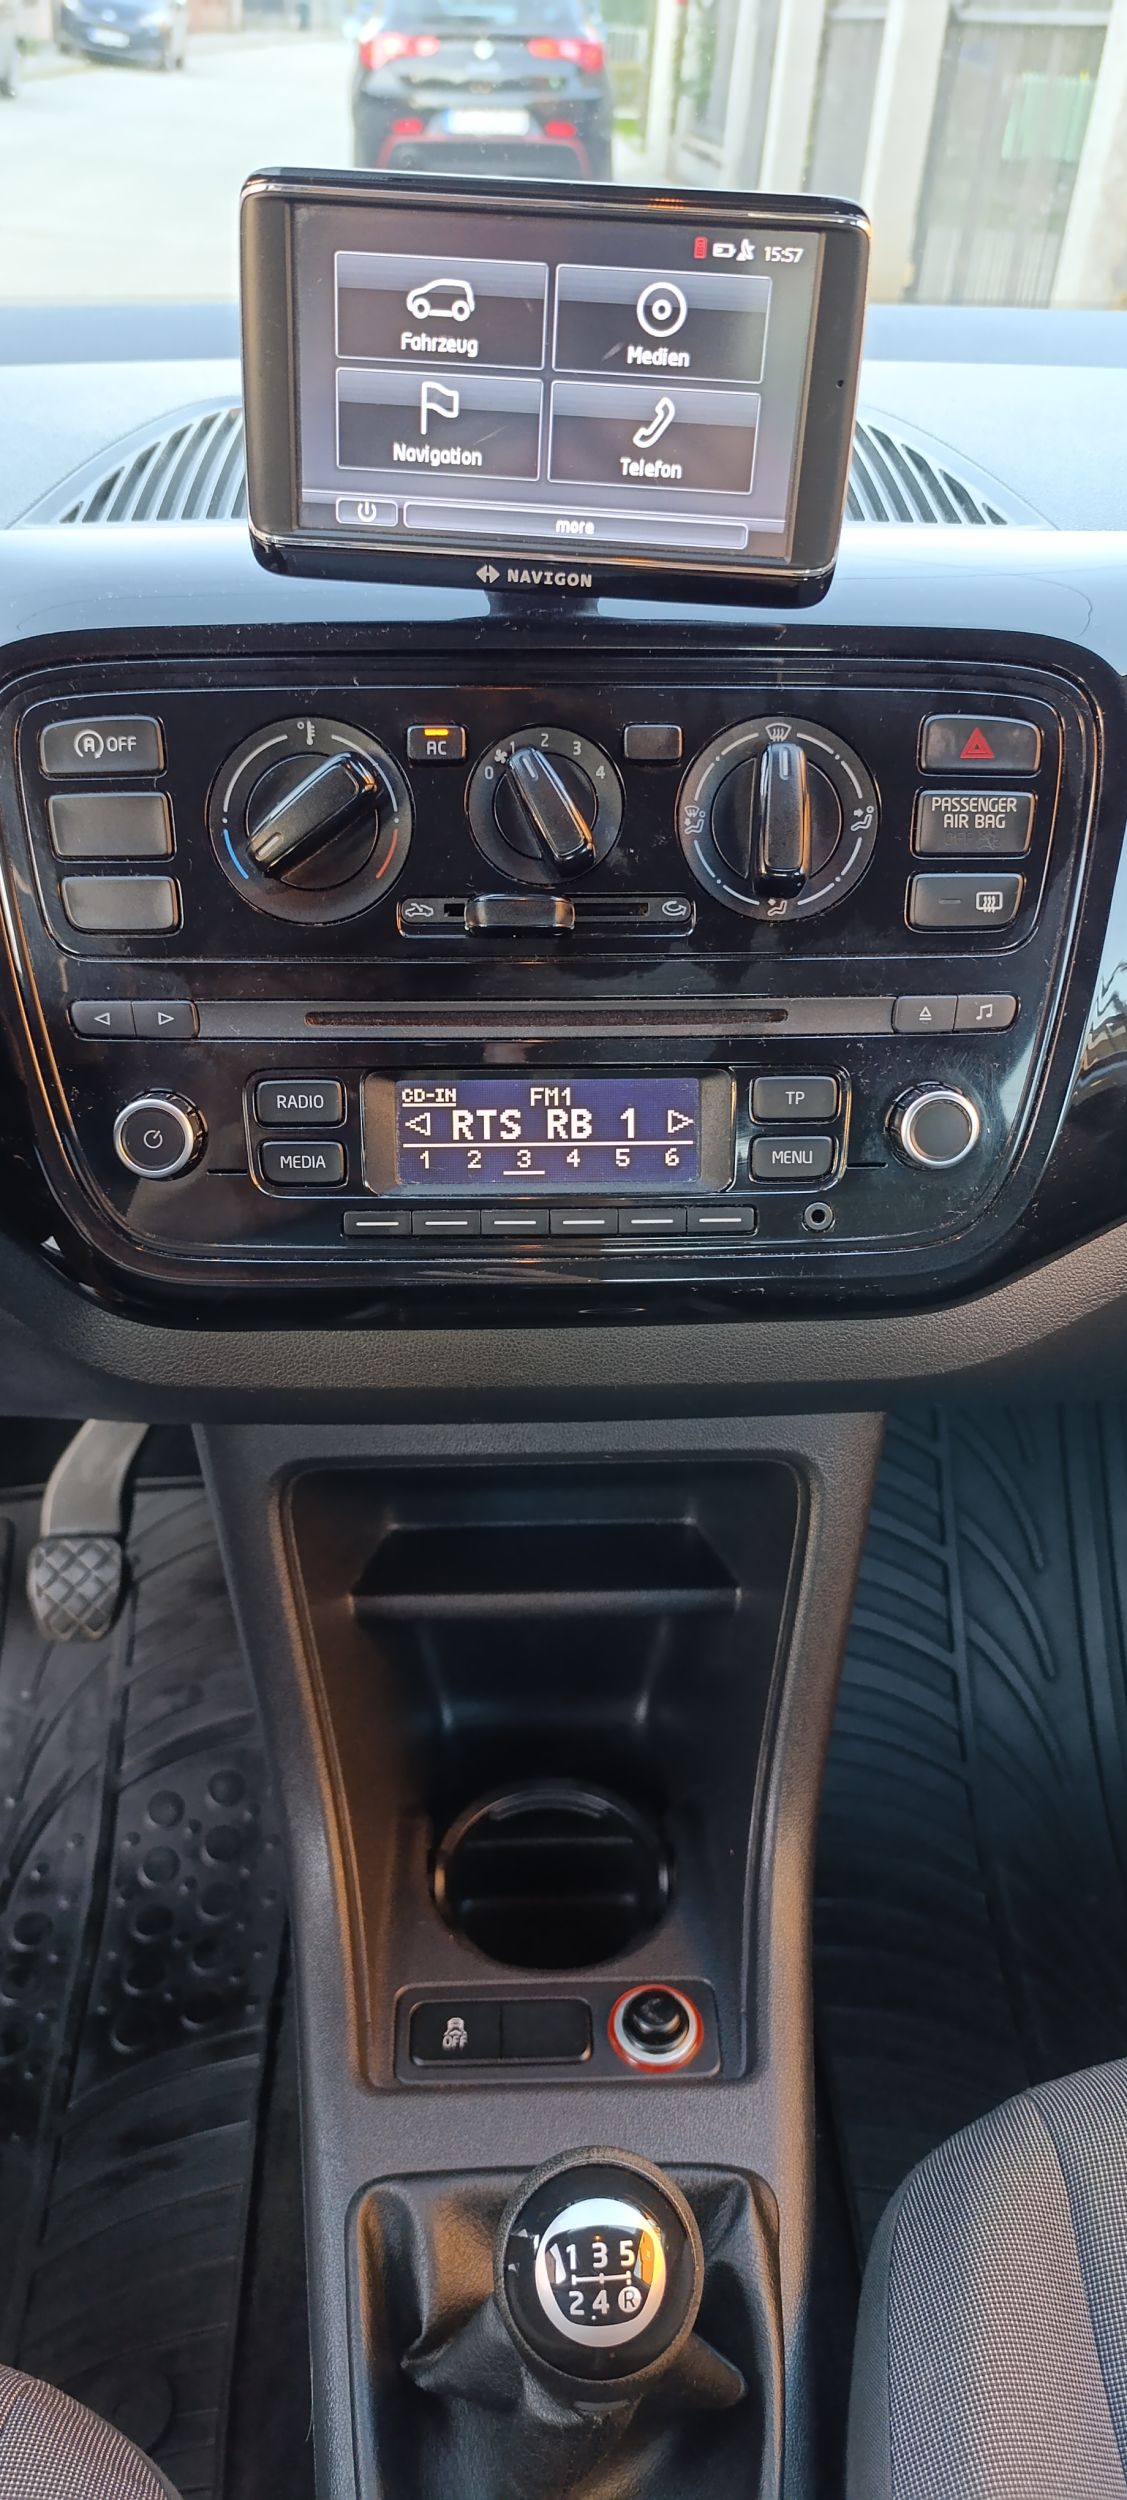 15:57
Fahrzeug
Medien
Navigation
Telefon
more
NAVIGON
A OFF
AC
0 1 2 3 4
PASSENGER
AIR BAG
OFF
RADIO
MEDIA
CD-IN FM1
RTS RB 1
1 2 3 4 5 6
TP
MENU
OFF
1 3 5
2 4 R